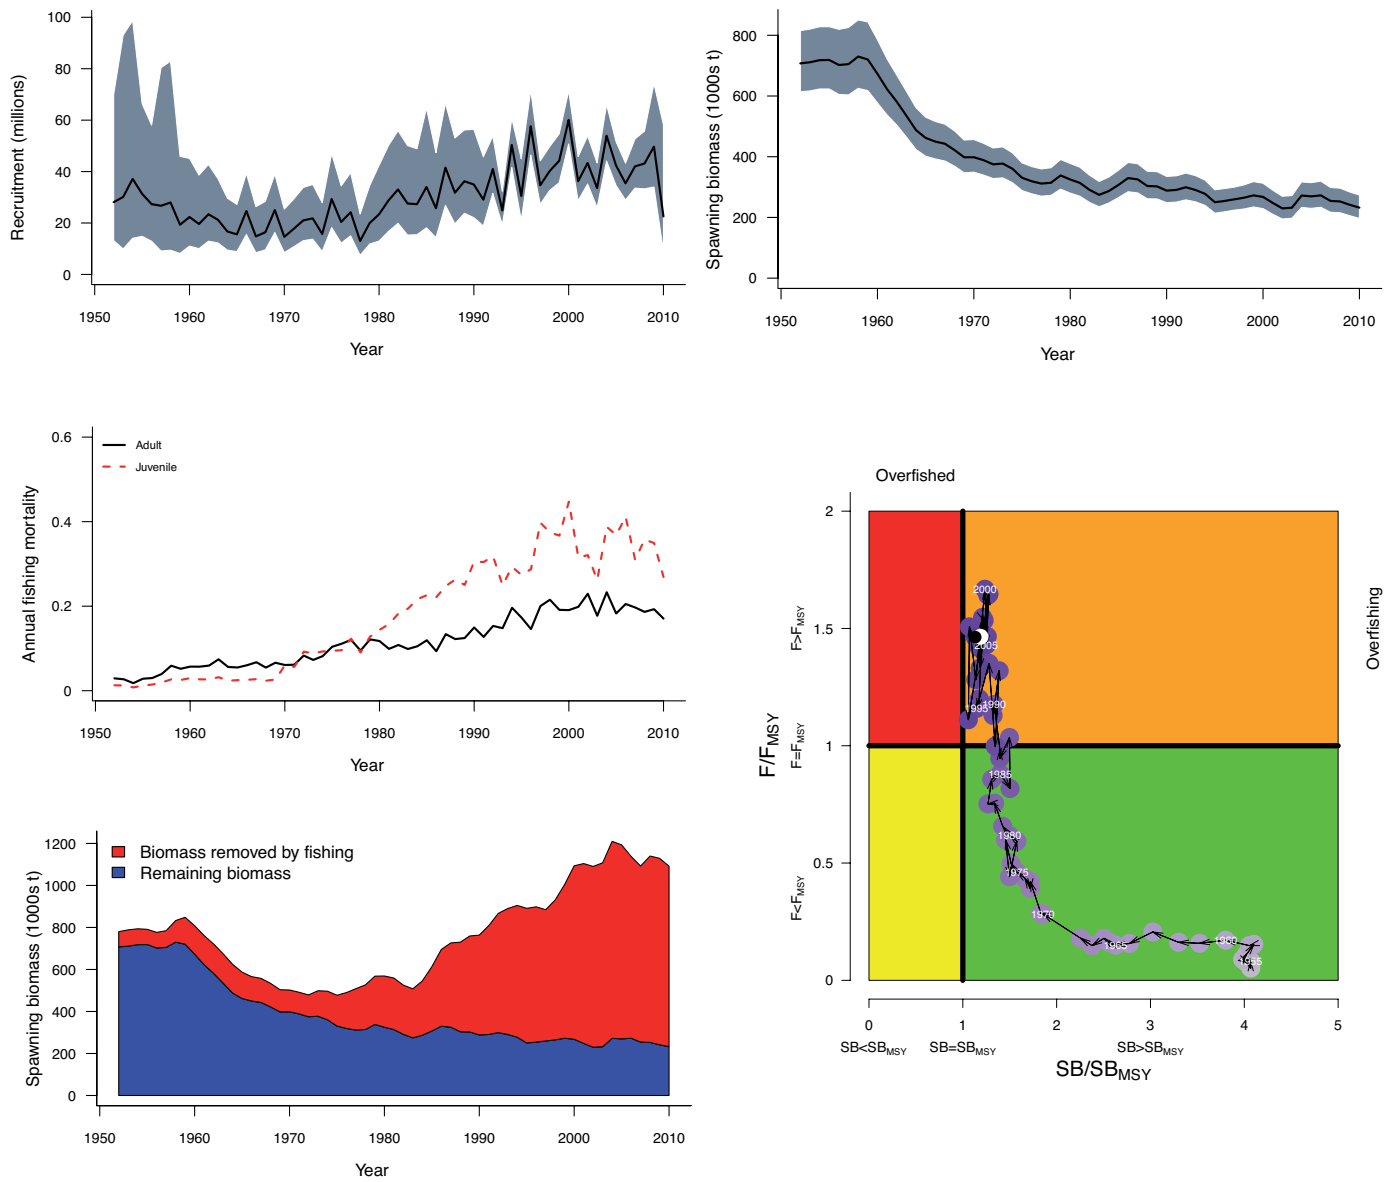 100
80
60
40
20
0
Recruitment (millions)
1950 1960 1970 1980 1990 2000 2010
Year
800
600
400
200
0
Spawning biomass (1000s t)
1950 1960 1970 1980 1990 2000 2010
Year
0.6
0.4
0.2
0
Annual fishing mortality
Adult
Juvenile
1950 1960 1970 1980 1990 2000 2010
Year
Overfished
Overfishing
2
1.5
1
0.5
0
F/FMSY
F>FMSY
F=FMSY
F<FMSY
2000
2005
1995
1990
1985
1980
1975
1970
1965
1960
1955
0 1 2 3 4 5
SB<SBMSY SB=SBMSY SB>SBMSY
SB/SBMSY
1200
1000
800
600
400
200
0
Spawning biomass (1000s t)
Biomass removed by fishing
Remaining biomass
1950 1960 1970 1980 1990 2000 2010
Year